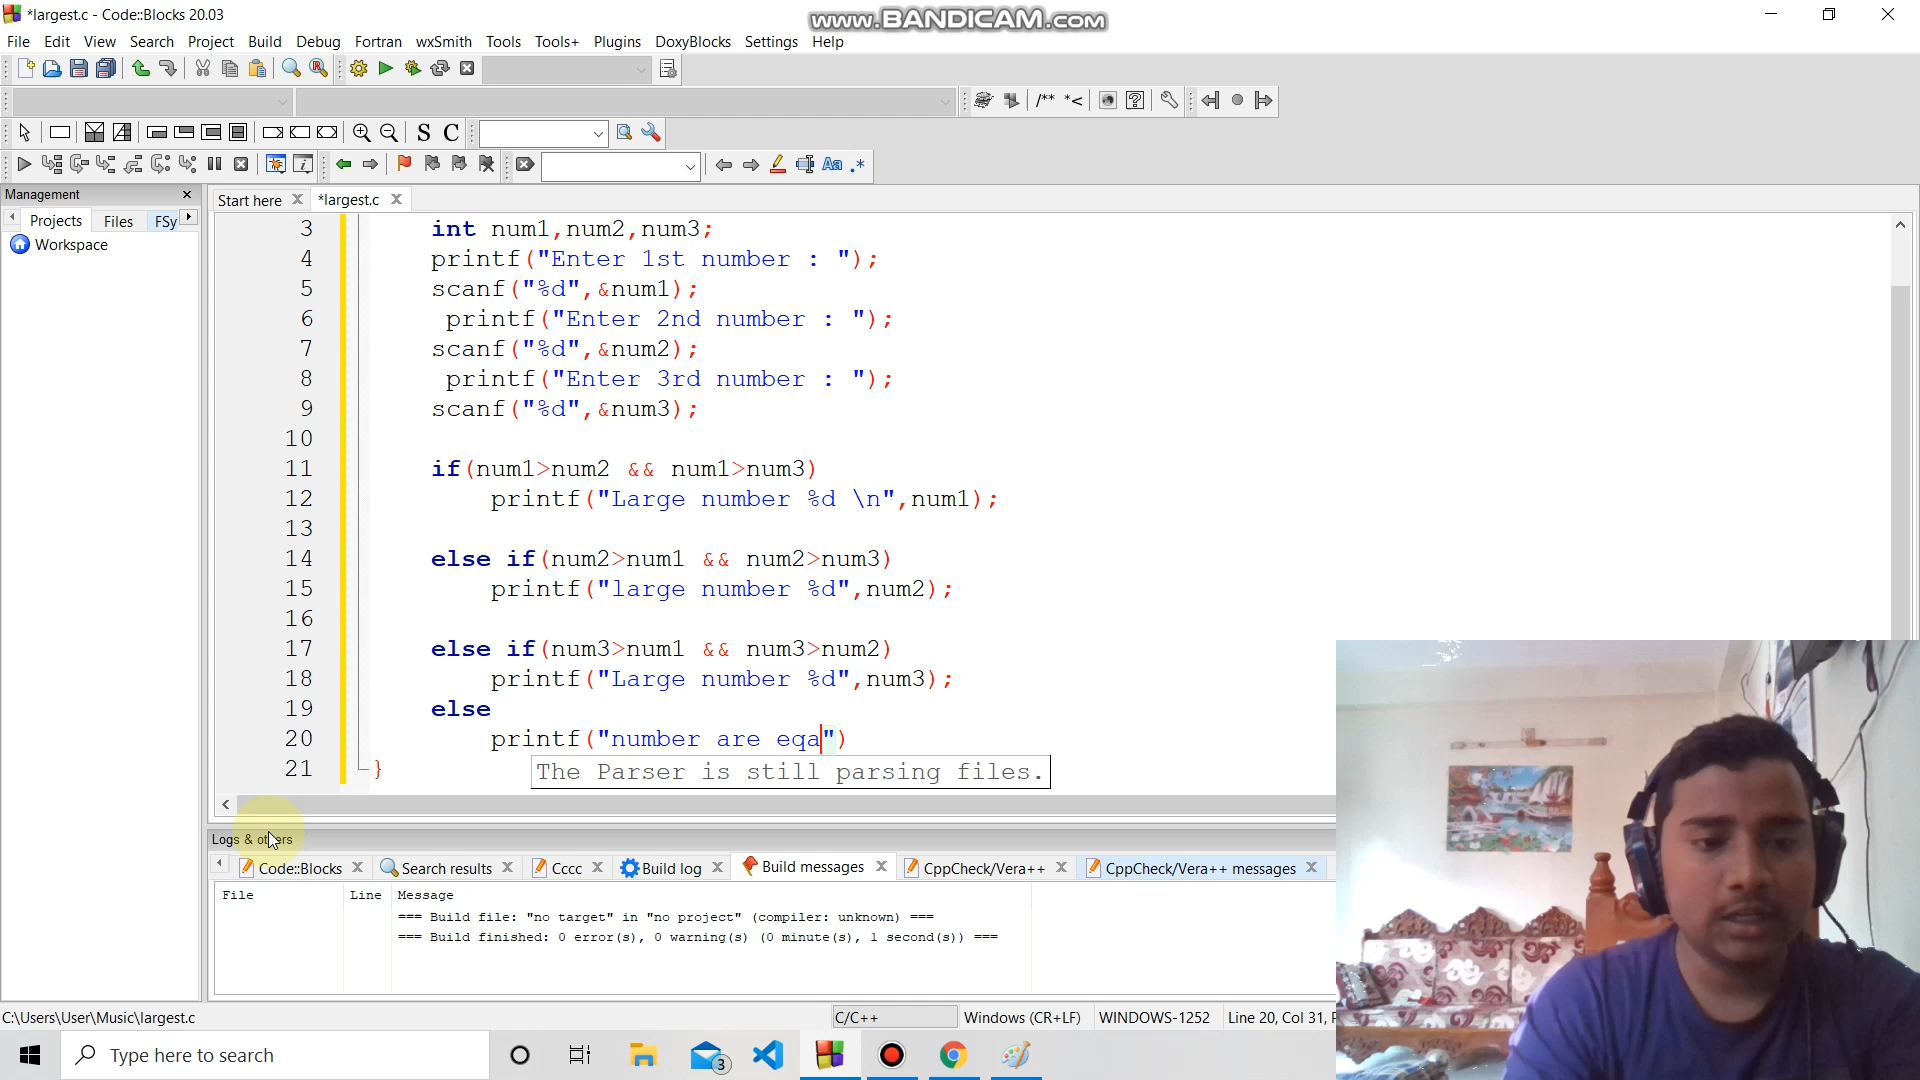 *largest.c - Code::Blocks 20.03
www.BANDICAM.com
File Edit View Search Project Build Debug Fortran wxSmith Tools Tools+ Plugins DoxyBlocks Settings Help
/** *<
S C
Aa .*
Management
Projects Files FSy
Workspace
Start here *largest.c
3 int num1,num2,num3;
4 printf("Enter 1st number : ");
5 scanf("%d",&num1);
6 printf("Enter 2nd number : ");
7 scanf("%d",&num2);
8 printf("Enter 3rd number : ");
9 scanf("%d",&num3);
10
11 if(num1>num2 && num1>num3)
12 printf("Large number %d \n",num1);
13
14 else if(num2>num1 && num2>num3)
15 printf("large number %d",num2);
16
17 else if(num3>num1 && num3>num2)
18 printf("Large number %d",num3);
19 else
20 printf("number are eqa")
21 }
The Parser is still parsing files.
Logs & others
Code::Blocks Search results Cccc Build log Build messages CppCheck/Vera++ CppCheck/Vera++ messages
File Line Message
=== Build file: "no target" in "no project" (compiler: unknown) ===
=== Build finished: 0 error(s), 0 warning(s) (0 minute(s), 1 second(s)) ===
C:\Users\User\Music\largest.c C/C++ Windows (CR+LF) WINDOWS-1252 Line 20, Col 31,
Type here to search
3